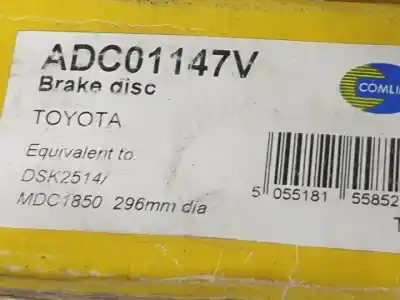 ADC01147V
Brake disc
TOYOTA
Equivalent to
DSK2514/
MDC1850 296mm dia
5 055181 55852